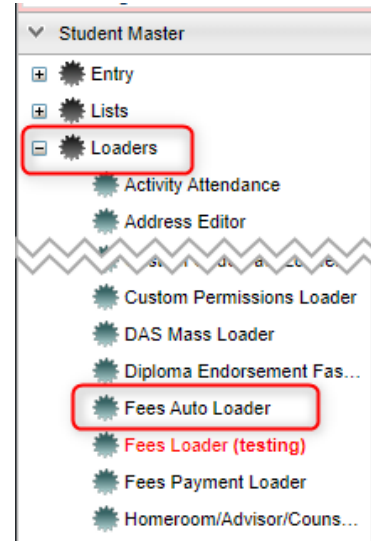 Student Master
Entry
Lists
Loaders
Activity Attendance
Address Editor
Custom Permissions Loader
DAS Mass Loader
Diploma Endorsement Fas...
Fees Auto Loader
Fees Loader (testing)
Fees Payment Loader
Homeroom/Advisor/Couns...